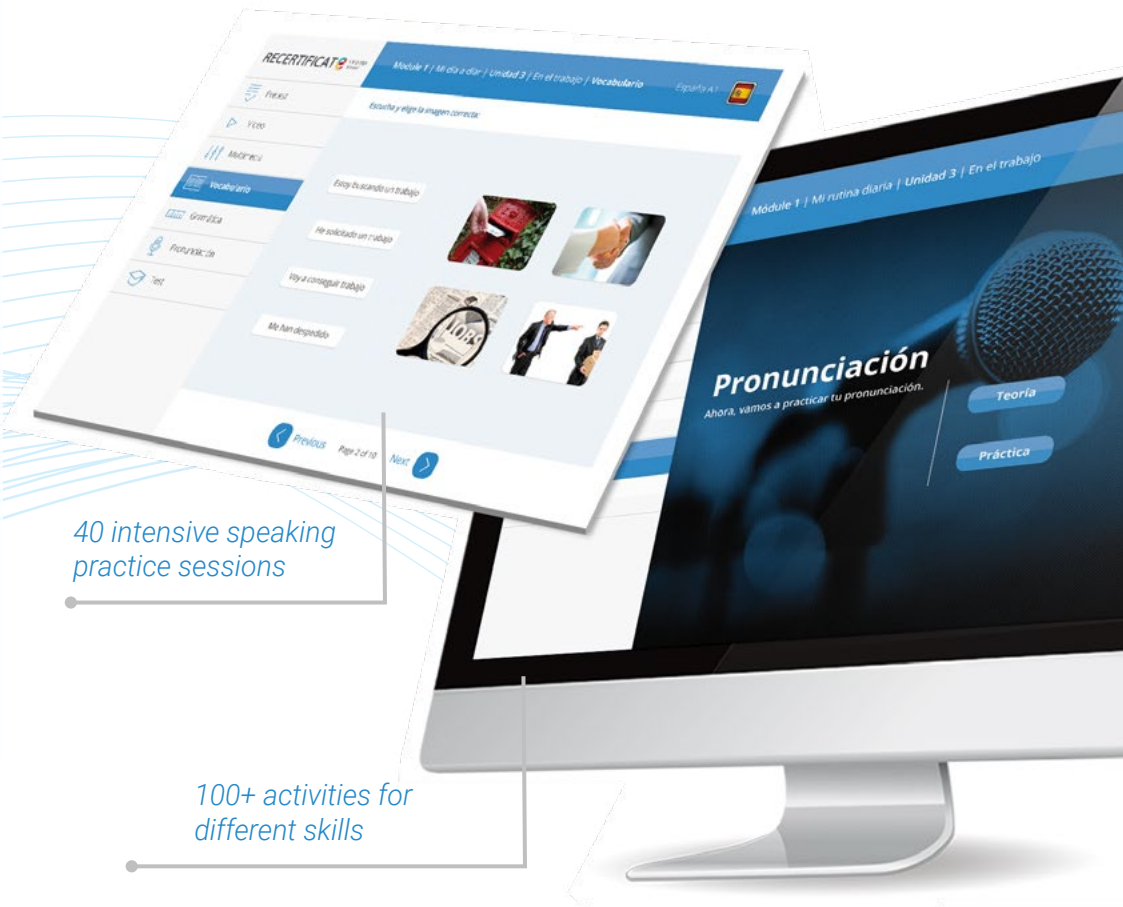 RECERTIFICAT
Module 1 | Mi día a diar | Unidad 3 | En el trabajo | Vocabulario
España A1
Escucha y elige la imagen correcta:
Video
Vocabulario
Gramática
Pronunciación
Test
Estoy buscando un trabajo
He solicitado un trabajo
Voy a conseguir trabajo
Me han despedido
JOBS
Previous
Page 2 of 10
Next
Módule 1 | Mi rutina diaria | Unidad 3 | En el trabajo
Pronunciación
Ahora, vamos a practicar tu pronunciación.
Teoría
Práctica
40 intensive speaking
practice sessions
100+ activities for
different skills